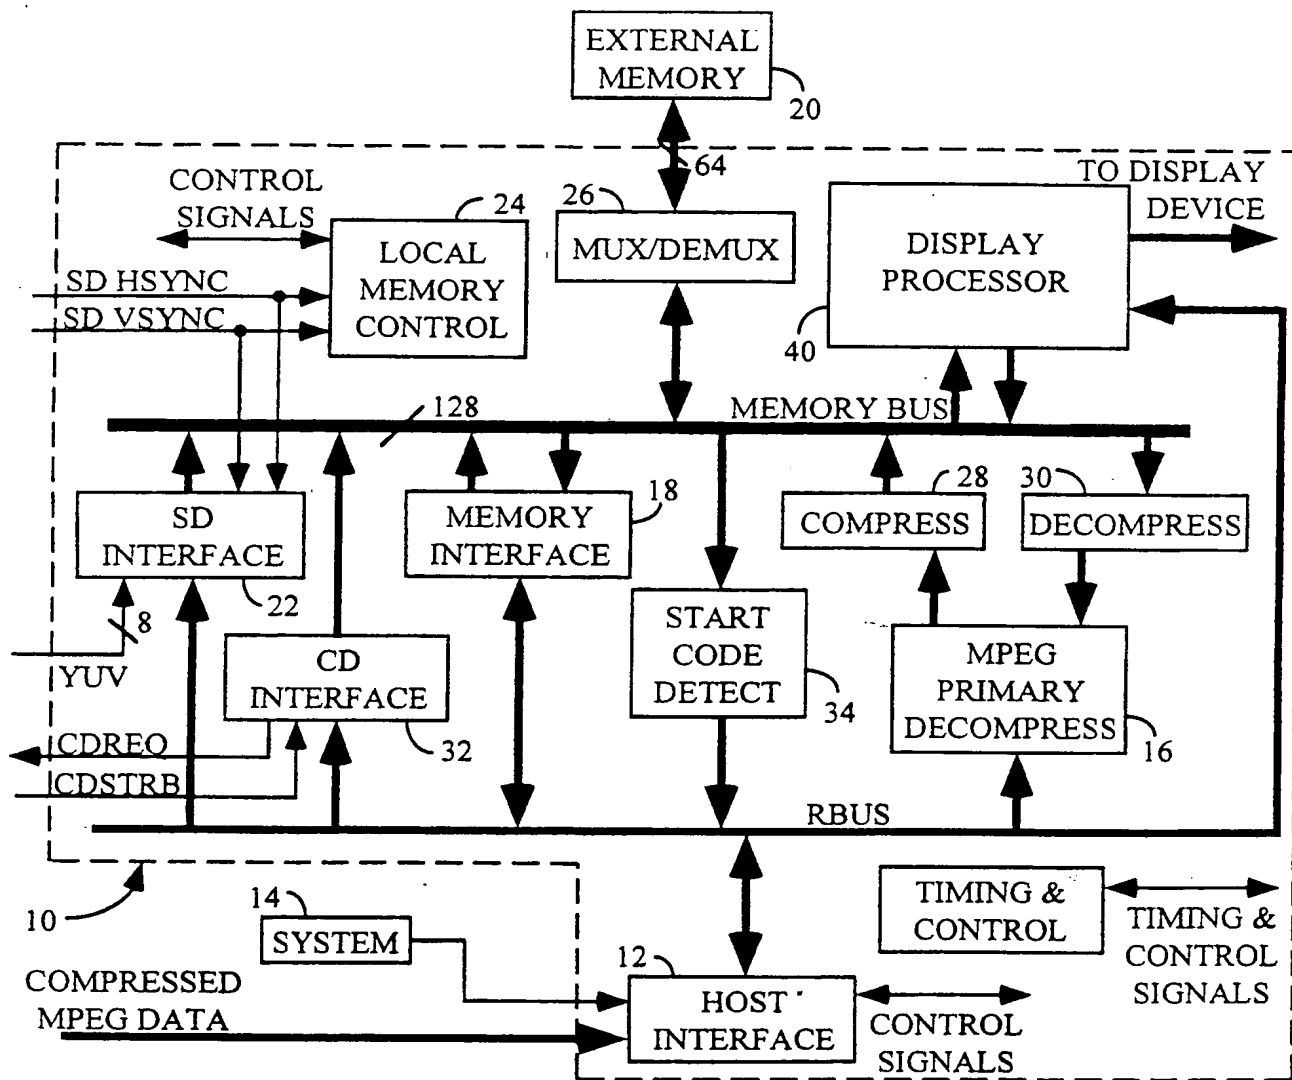 EXTERNAL
MEMORY
20
64
CONTROL
SIGNALS
24
LOCAL
MEMORY
CONTROL
SD HSYNC
SD VSYNC
26
MUX/DEMUX
DISPLAY
PROCESSOR
40
TO DISPLAY
DEVICE
128
MEMORY BUS
SD
INTERFACE
22
8
YUV
MEMORY
INTERFACE
18
28
COMPRESS
30
DECOMPRESS
CD
INTERFACE
32
START
CODE
DETECT
34
MPEG
PRIMARY
DECOMPRESS
16
CDREQ
CDSTRB
RBUS
10
14
SYSTEM
COMPRESSED
MPEG DATA
12
HOST
INTERFACE
CONTROL
SIGNALS
TIMING &
CONTROL
TIMING &
CONTROL
SIGNALS